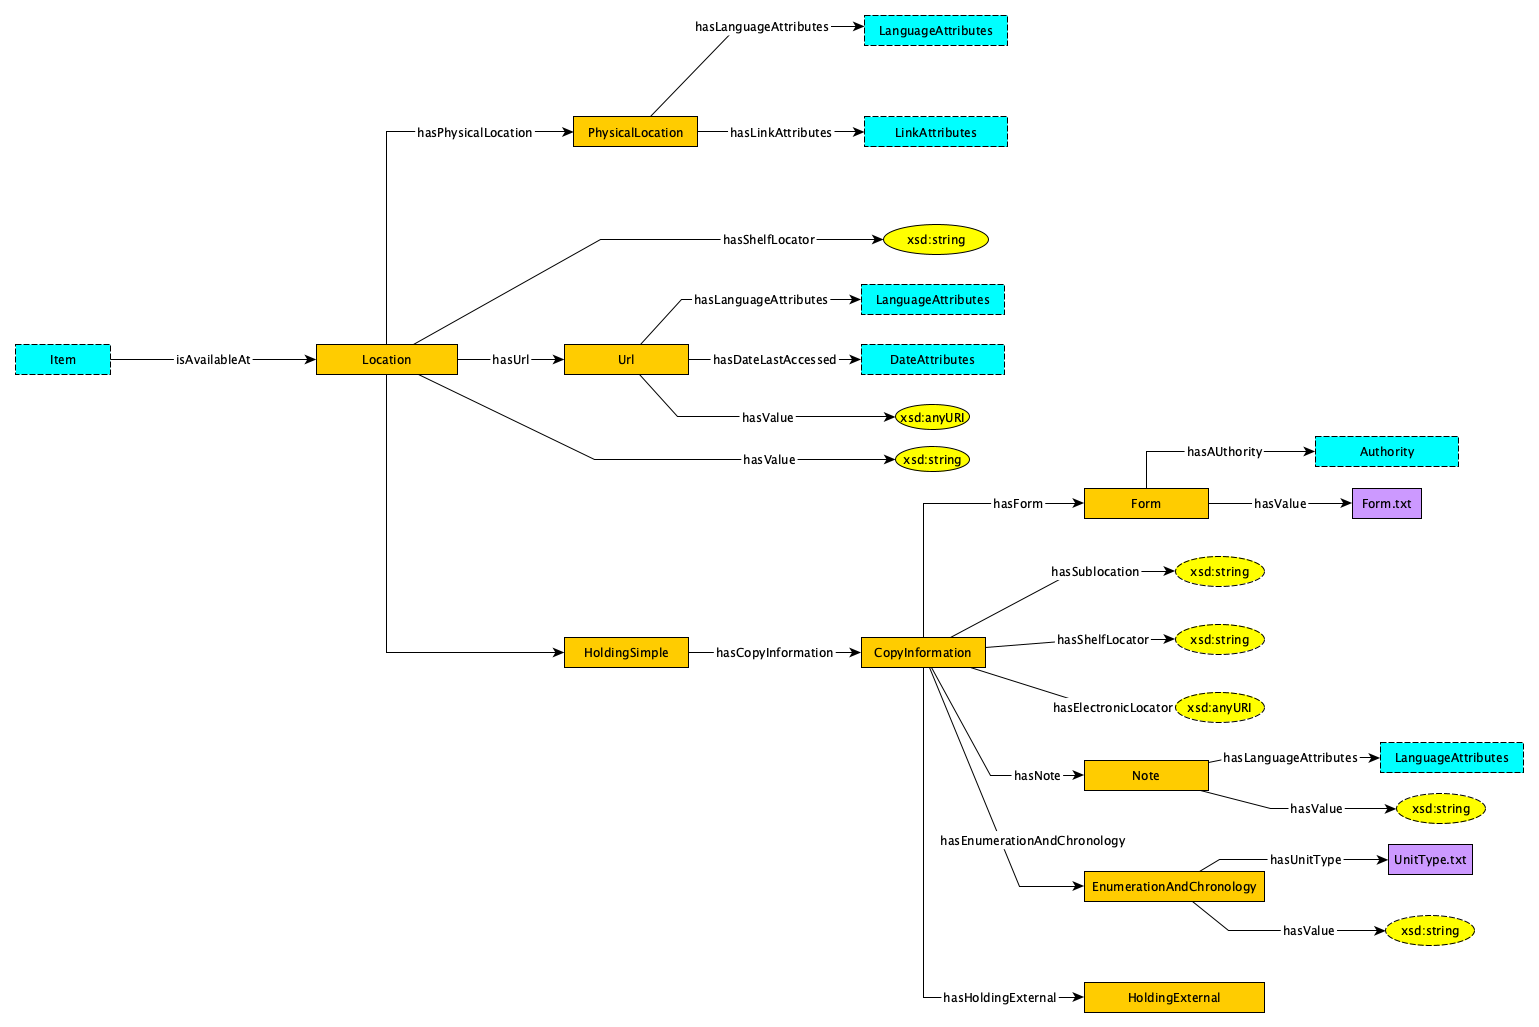 hasLanguageAttributes
LanguageAttributes
hasPhysicalLocation
PhysicalLocation
hasLinkAttributes
LinkAttributes
hasShelfLocator
xsd:string
hasLanguageAttributes
LanguageAttributes
Item
isAvailableAt
Location
hasUrl
Url
hasDateLastAccessed
DateAttributes
hasValue
xsd:anyURI
hasValue
xsd:string
hasAUthority
Authority
hasForm
Form
hasValue
Form.txt
hasSublocation
xsd:string
hasShelfLocator
xsd:string
HoldingSimple
hasCopyInformation
CopyInformation
hasElectronicLocator
xsd:anyURI
hasLanguageAttributes
LanguageAttributes
hasNote
Note
hasValue
xsd:string
hasEnumerationAndChronology
hasUnitType
UnitType.txt
EnumerationAndChronology
hasValue
xsd:string
hasHoldingExternal
HoldingExternal